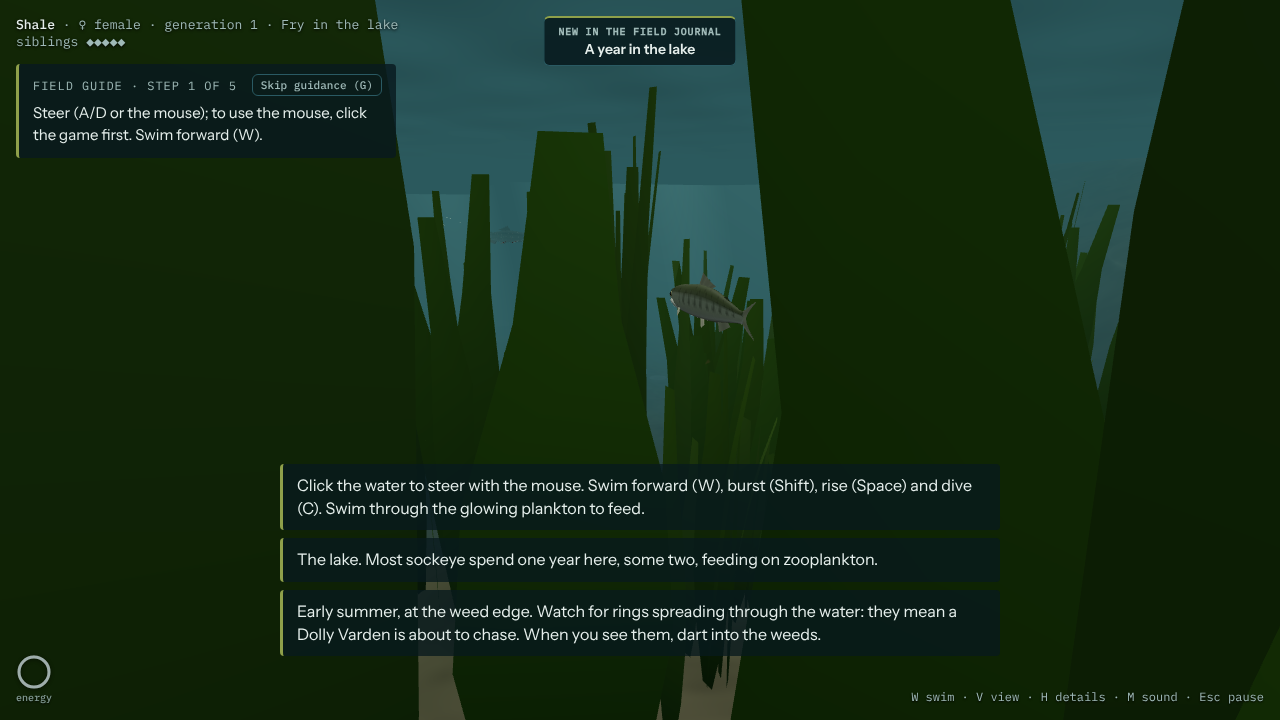 Shale · ♀ female · generation 1 · Fry in the lake
siblings ◆◆◆◆◆
NEW IN THE FIELD JOURNAL
A year in the lake
FIELD GUIDE · STEP 1 OF 5
Skip guidance (G)
Steer (A/D or the mouse); to use the mouse, click
the game first. Swim forward (W).
Click the water to steer with the mouse. Swim forward (W), burst (Shift), rise (Space) and dive
(C). Swim through the glowing plankton to feed.
The lake. Most sockeye spend one year here, some two, feeding on zooplankton.
Early summer, at the weed edge. Watch for rings spreading through the water: they mean a
Dolly Varden is about to chase. When you see them, dart into the weeds.
energy
W swim · V view · H details · M sound · Esc pause